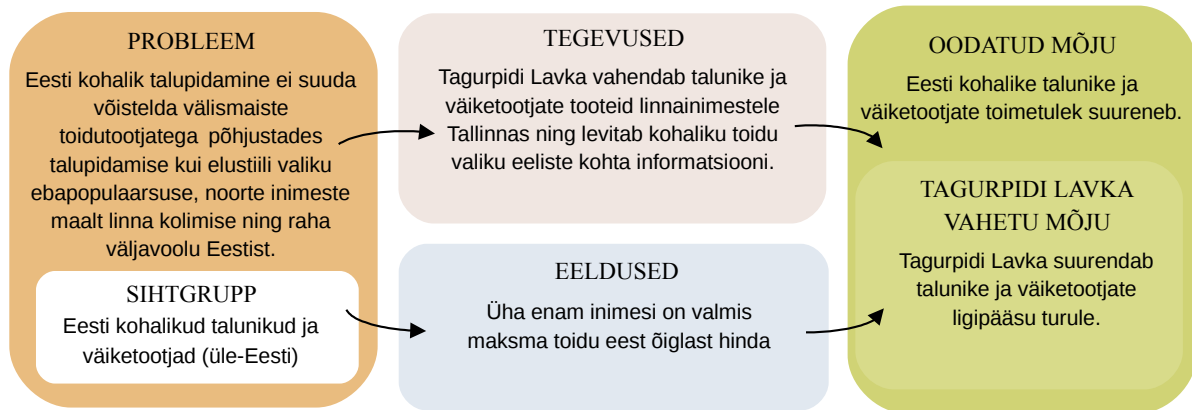 PROBLEEM
Eesti kohalik talupidamine ei suuda
võistelda välismaiste
toidutootjatega põhjustades
talupidamise kui elustiili valiku
ebapopulaarsuse, noorte inimeste
maalt linna kolimise ning raha
väljavoolu Eestist.
SIHTGRUPP
Eesti kohalikud talunikud ja
väiketootjad (üle-Eesti)
TEGEVUSED
Tagurpidi Lavka vahendab talunike ja
väiketootjate tooteid linnainimestele
Tallinnas ning levitab kohaliku toidu
valiku eeliste kohta informatsiooni.
EELDUSED
Üha enam inimesi on valmis
maksma toidu eest õiglast hinda
OODATUD MÕJU
Eesti kohalike talunike ja
väiketootjate toimetulek suureneb.
TAGURPIDI LAVKA
VAHETU MÕJU
Tagurpidi Lavka suurendab
talunike ja väiketootjate
ligipääsu turule.